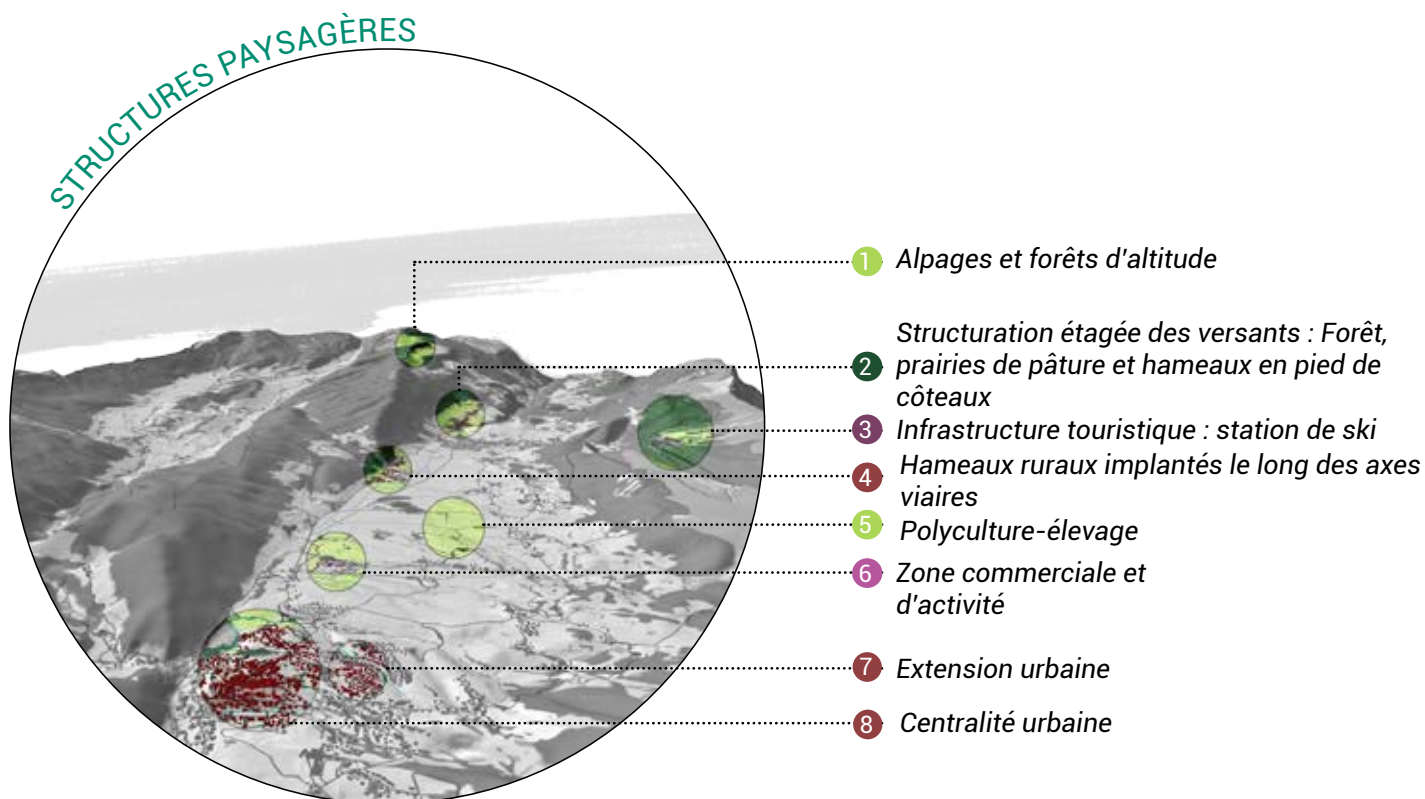 STRUCTURES PAYSAGÈRES
1 Alpages et forêts d'altitude
Structuration étagée des versants : Forêt,
2 prairies de pâture et hameaux en pied de
côteaux
3 Infrastructure touristique : station de ski
Hameaux ruraux implantés le long des axes
4 viaires
5 Polyculture-élevage
6 Zone commerciale et
d'activité
7 Extension urbaine
8 Centralité urbaine